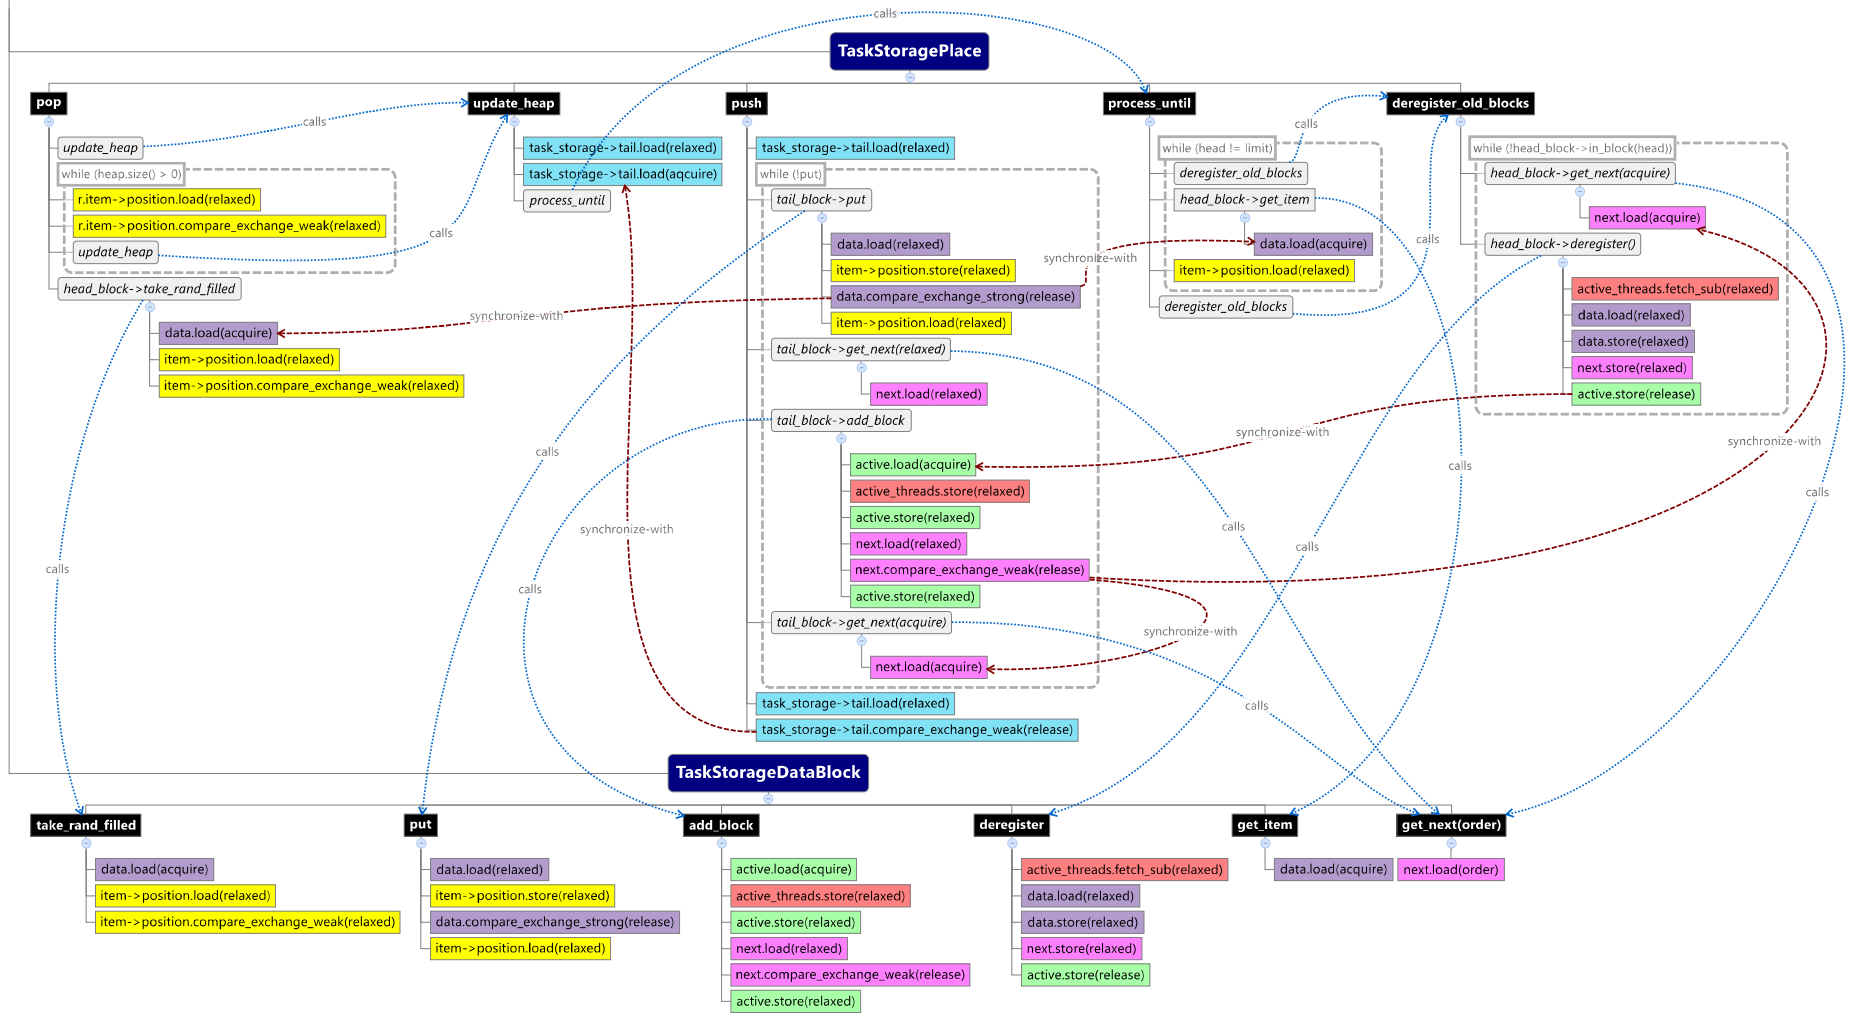 calls
TaskStoragePlace
pop
update_heap
push
process_until
deregister_old_blocks
update_heap
calls
while (heap.size() > 0)
r.item->position.load(relaxed)
r.item->position.compare_exchange_weak(relaxed)
update_heap
calls
head_block->take_rand_filled
data.load(acquire)
item->position.load(relaxed)
item->position.compare_exchange_weak(relaxed)
calls
task_storage->tail.load(relaxed)
task_storage->tail.load(aqcuire)
process_until
synchronize-with
synchronize-with
task_storage->tail.load(relaxed)
while (!put)
tail_block->put
data.load(relaxed)
item->position.store(relaxed)
data.compare_exchange_strong(release)
item->position.load(relaxed)
tail_block->get_next(relaxed)
next.load(relaxed)
tail_block->add_block
active.load(acquire)
active_threads.store(relaxed)
active.store(relaxed)
next.load(relaxed)
next.compare_exchange_weak(release)
active.store(relaxed)
tail_block->get_next(acquire)
next.load(acquire)
task_storage->tail.load(relaxed)
task_storage->tail.compare_exchange_weak(release)
calls
calls
synchronize-with
synchronize-with
calls
while (head != limit)
deregister_old_blocks
head_block->get_item
data.load(acquire)
item->position.load(relaxed)
deregister_old_blocks
calls
calls
while (!head_block->in_block(head))
head_block->get_next(acquire)
next.load(acquire)
head_block->deregister()
active_threads.fetch_sub(relaxed)
data.load(relaxed)
data.store(relaxed)
next.store(relaxed)
active.store(release)
synchronize-with
synchronize-with
calls
calls
calls
calls
calls
TaskStorageDataBlock
take_rand_filled
data.load(acquire)
item->position.load(relaxed)
item->position.compare_exchange_weak(relaxed)
put
data.load(relaxed)
item->position.store(relaxed)
data.compare_exchange_strong(release)
item->position.load(relaxed)
add_block
active.load(acquire)
active_threads.store(relaxed)
active.store(relaxed)
next.load(relaxed)
next.compare_exchange_weak(release)
active.store(relaxed)
deregister
active_threads.fetch_sub(relaxed)
data.load(relaxed)
data.store(relaxed)
next.store(relaxed)
active.store(release)
get_item
data.load(acquire)
get_next(order)
next.load(order)